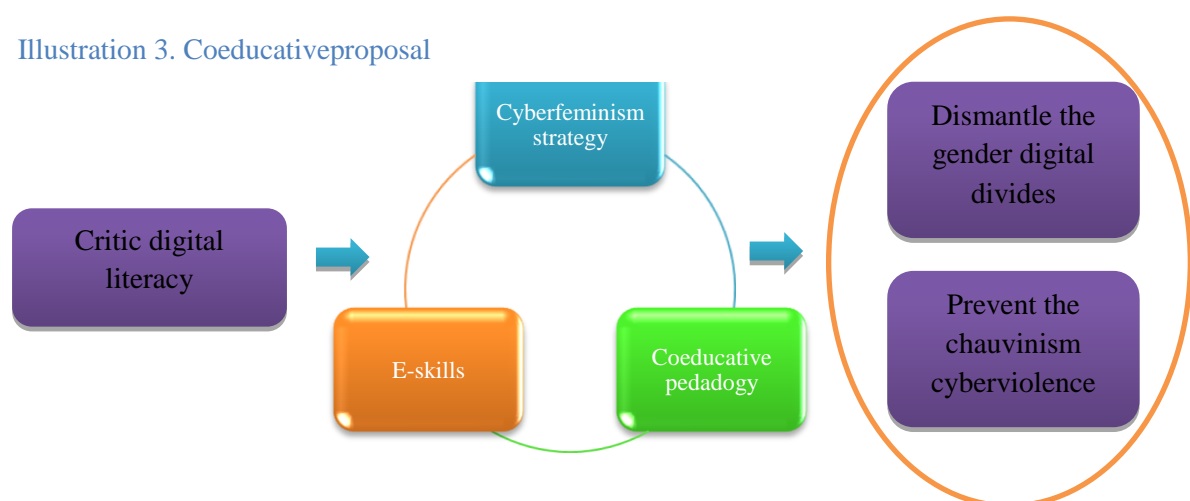 Illustration 3. Coeducativeproposal
Critic digital
literacy
Cyberfeminism
strategy
E-skills
Coeducative
pedadogy
Dismantle the
gender digital
divides
Prevent the
chauvinism
cyberviolence